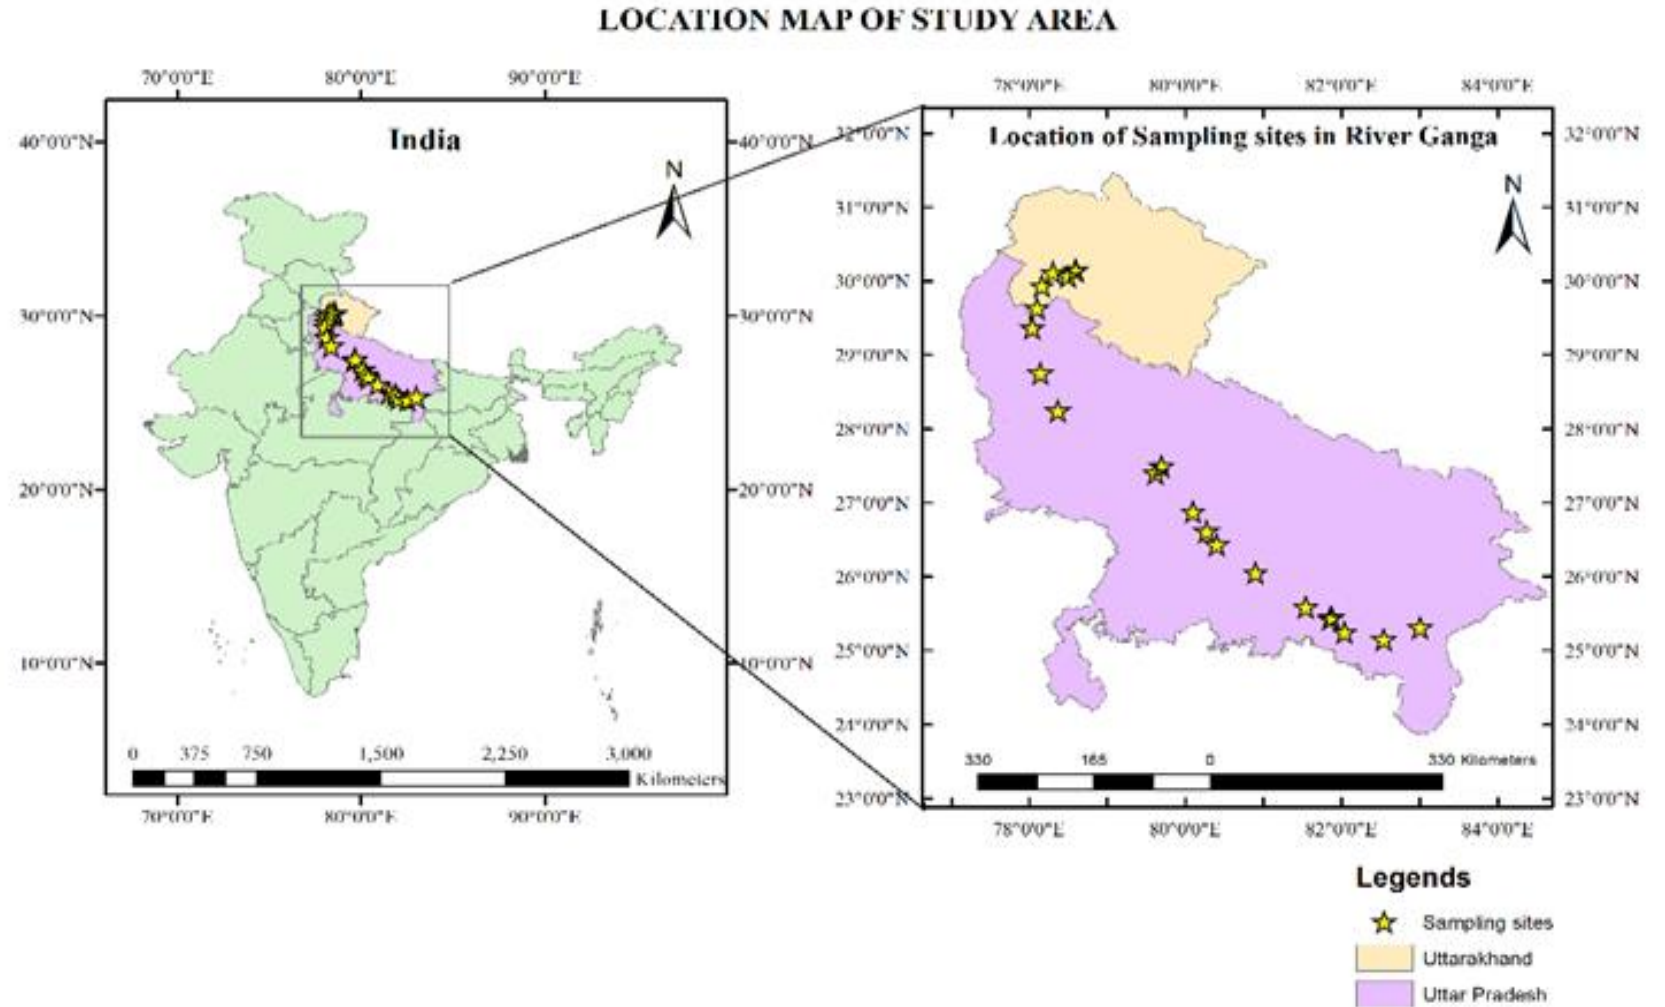 LOCATION MAP OF STUDY AREA
70°0'0"E 80°0'0"E 90°0'0"E
78°0'0"E 80°0'0"E 82°0'0"E 84°0'0"E
India
Location of Sampling sites in River Ganga
40°0'0"N 40°0'0"N
32°0'0"N 32°0'0"N
N
N
31°0'0"N 31°0'0"N
30°0'0"N 30°0'0"N
30°0'0"N 30°0'0"N
29°0'0"N 29°0'0"N
28°0'0"N 28°0'0"N
20°0'0"N 20°0'0"N
27°0'0"N 27°0'0"N
26°0'0"N 26°0'0"N
10°0'0"N 10°0'0"N
25°0'0"N 25°0'0"N
24°0'0"N 24°0'0"N
0 375 750 1,500 2,250 3,000
Kilometers
330 165 0 330 Kilometers
23°0'0"N 23°0'0"N
70°0'0"E 80°0'0"E 90°0'0"E
78°0'0"E 80°0'0"E 82°0'0"E 84°0'0"E
Legends
Sampling sites
Uttarakhand
Uttar Pradesh